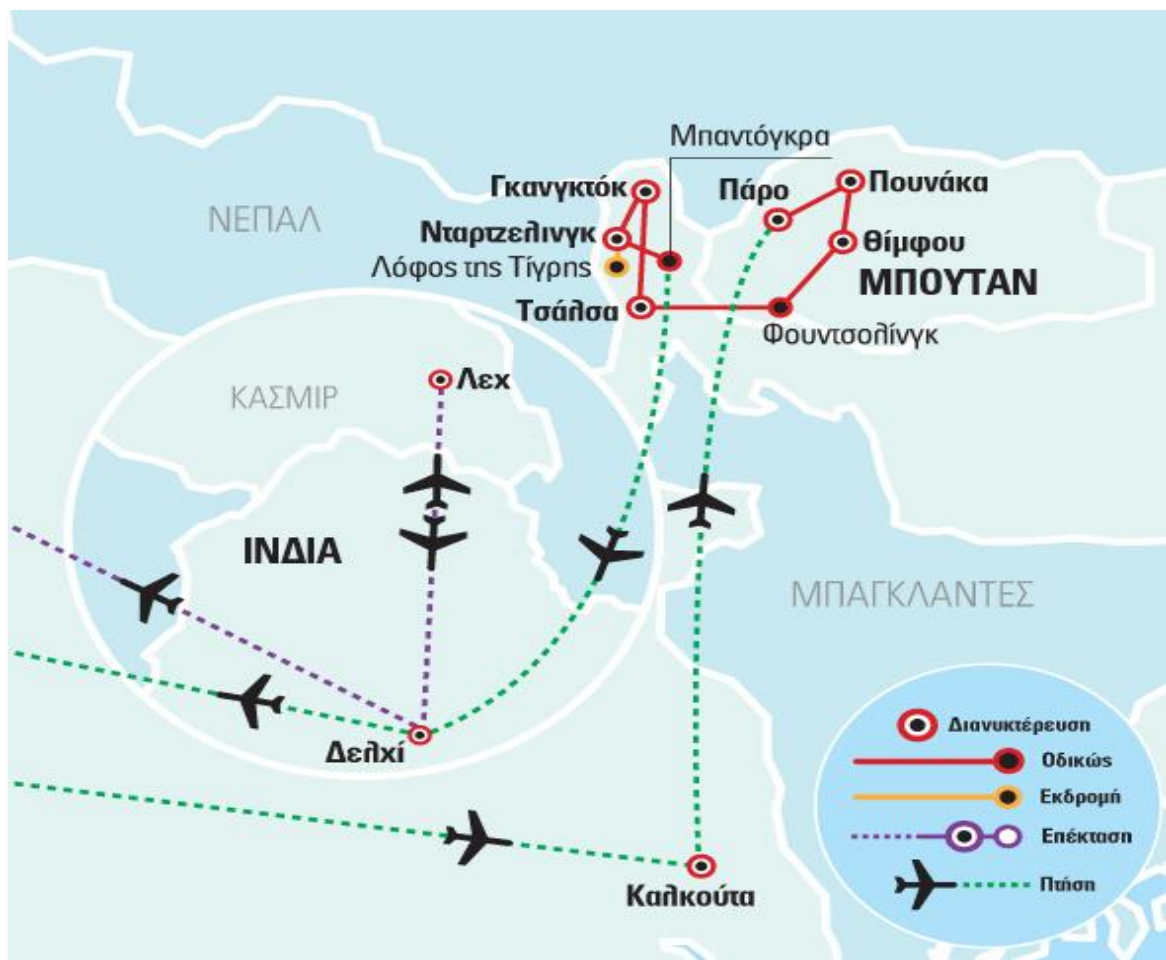 Μπαντόγκρα
Γκανγκτόκ
Πάρο
Πουνάκα
ΝΕΠΑΛ
Νταρτζελινγκ
Θίμφου
Λόφος της Τίγρης
ΜΠΟΥΤΑΝ
Τσάλσα
Φουντσολίνγκ
Λεχ
ΚΑΣΜΙΡ
ΙΝΔΙΑ
ΜΠΑΓΚΛΑΝΤΕΣ
Δελχί
Καλκούτα
Διανυκτέρευση
Οδικώς
Εκδρομή
Επέκταση
Πτήση